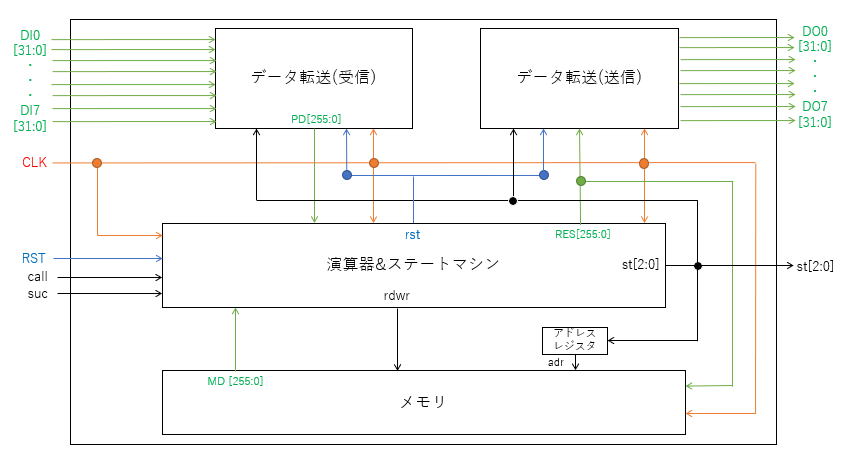 DI0
[31:0]
・
・
DI7
[31:0]
データ転送(受信)
PD[255:0]
データ転送(送信)
DO0
[31:0]
・
・
・
DO7
[31:0]
CLK
rst
RES[255:0]
RST
call
suc
演算器&ステートマシン
st[2:0]
st[2:0]
rdwr
アドレス
レジスタ
adr
MD [255:0]
メモリ